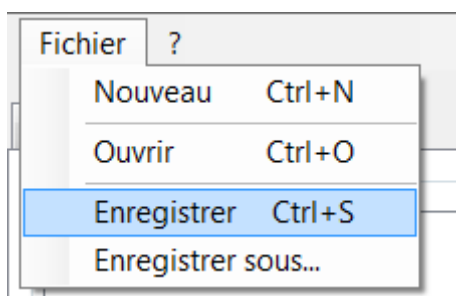 Fichier ?
Nouveau Ctrl+N
Ouvrir Ctrl+O
Enregistrer Ctrl+S
Enregistrer sous...